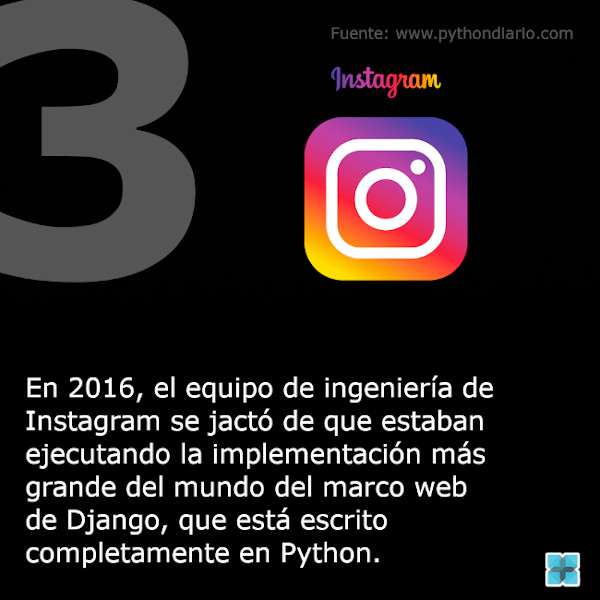 3
Fuente: www.pythondiario.com
Instagram
En 2016, el equipo de ingeniería de
Instagram se jactó de que estaban
ejecutando la implementación más
grande del mundo del marco web
de Django, que está escrito
completamente en Python.